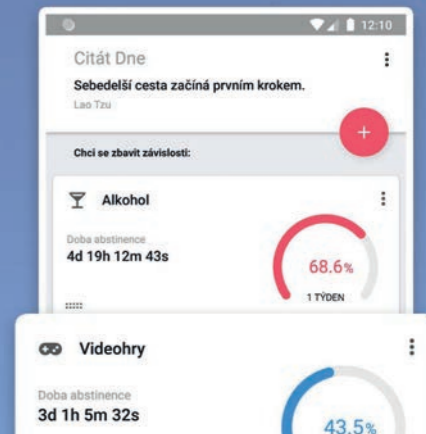 12:10
Citát Dne
Sebedelší cesta začíná prvním krokem.
Lao Tzu
+
Chci se zbavit závislosti:
Alkohol
Doba abstinence
4d 19h 12m 43s
68.6%
1 TÝDEN
Videohry
Doba abstinence
3d 1h 5m 32s
43.5%